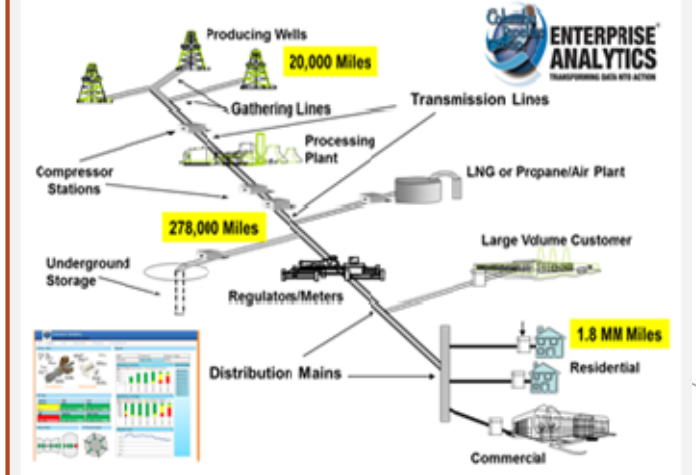 Producing Wells
20,000 Miles
ENTERPRISE
ANALYTICS
TRANSFORMING DATA INTO ACTION
Gathering Lines
Transmission Lines
Processing
Plant
Compressor
Stations
LNG or Propane/Air Plant
278,000 Miles
Large Volume Customer
Underground
Storage
Regulators/Meters
1.8 MM Miles
Residential
Distribution Mains
Commercial